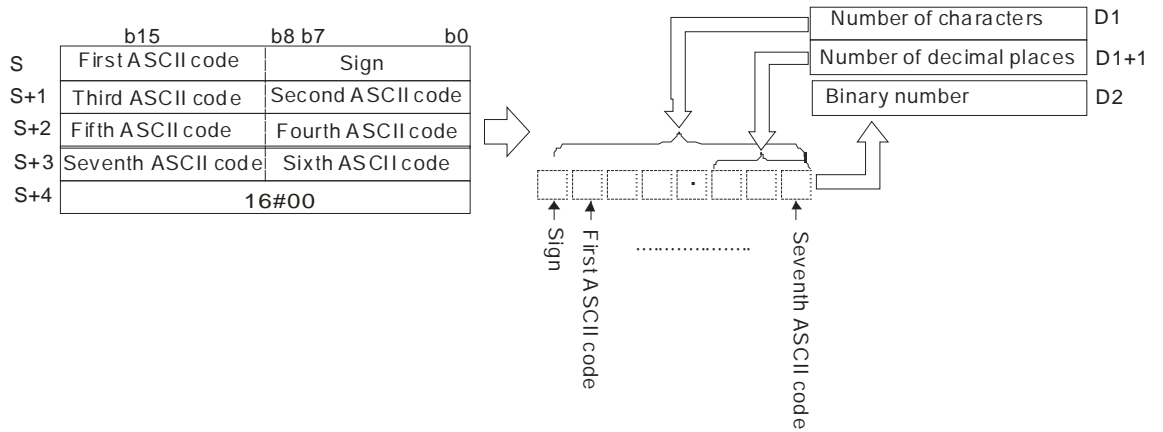 b15 b8 b7 b0
S First ASCII code Sign
S+1 Third ASCII code Second ASCII code
S+2 Fifth ASCII code Fourth ASCII code
S+3 Seventh ASCII code Sixth ASCII code
S+4 16#00
Number of characters D1
Number of decimal places D1+1
Binary number D2
.
Sign
First ASCII code
.....................
Seventh ASCII code